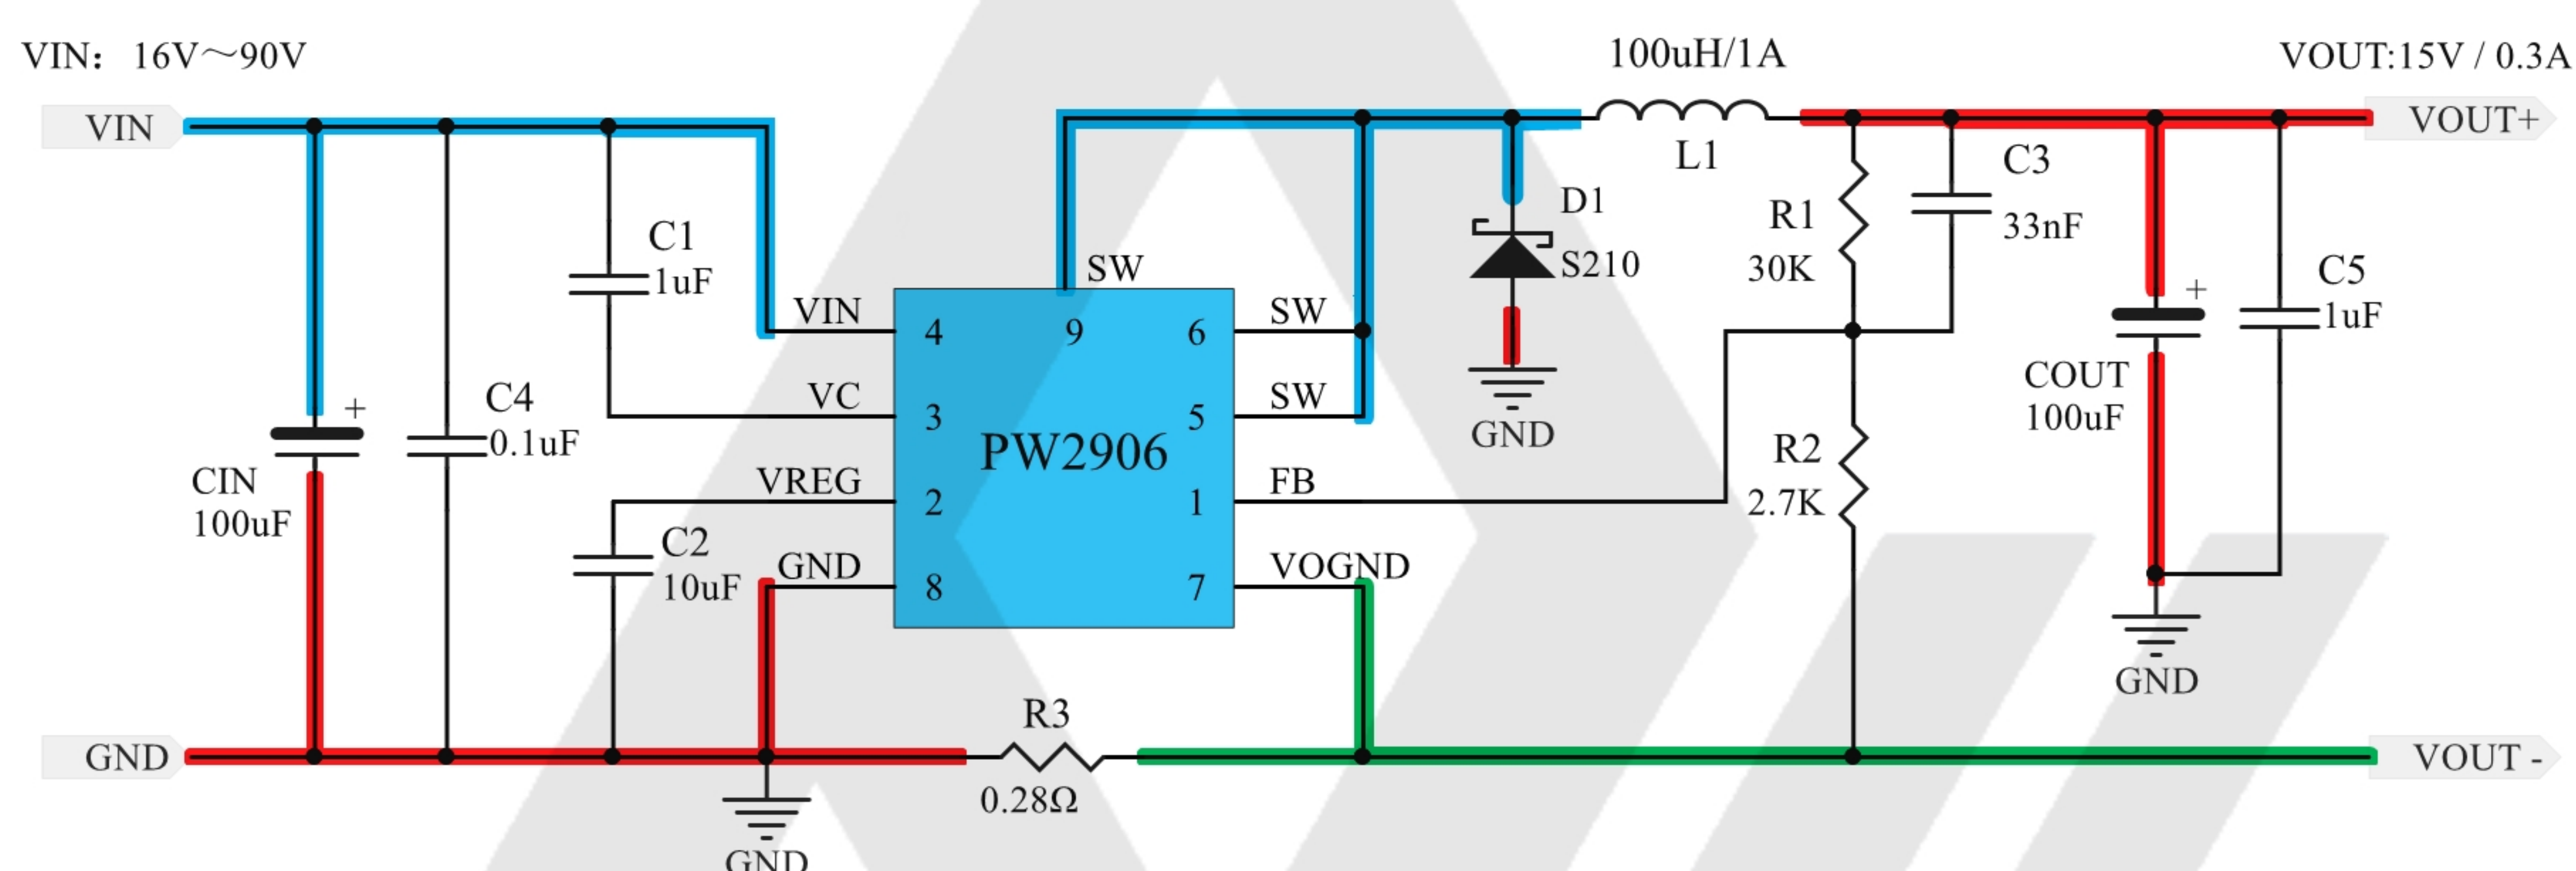 VIN: 16V～90V
100uH/1A
VOUT:15V / 0.3A
VIN
VOUT+
L1
C3
33nF
D1
S210
R1
30K
C1
1uF
SW
C5
1uF
+
VIN
4
9
6
SW
COUT
100uF
VC
3
5
SW
GND
+
C4
0.1uF
PW2906
R2
2.7K
CIN
100uF
VREG
2
1
FB
C2
10uF
GND
8
7
VOGND
GND
R3
0.28Ω
GND
VOUT -
GND